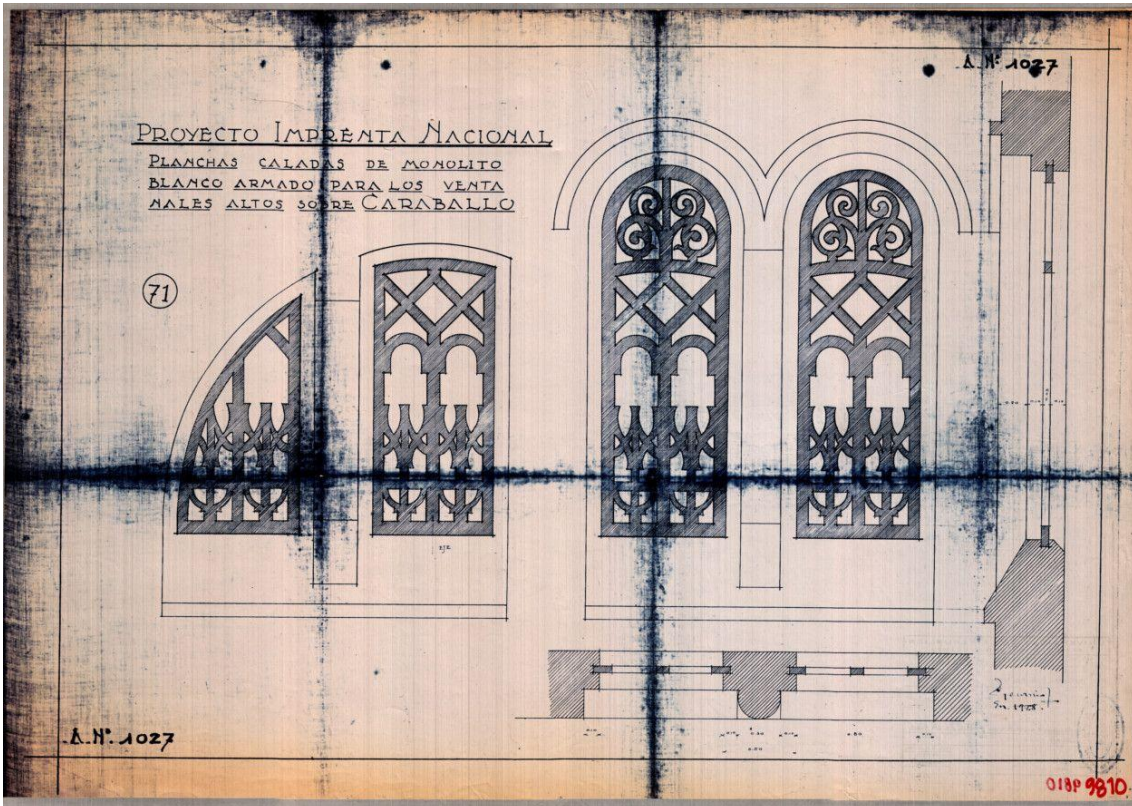 A.Nº 1027
PROYECTO IMPRENTA NACIONAL
PLANCHAS CALADAS DE MONOLITO
BLANCO ARMADO PARA LOS VENTA
NALES ALTOS SOBRE CARABALLO
71
A.Nº. 1027
018P 9810.